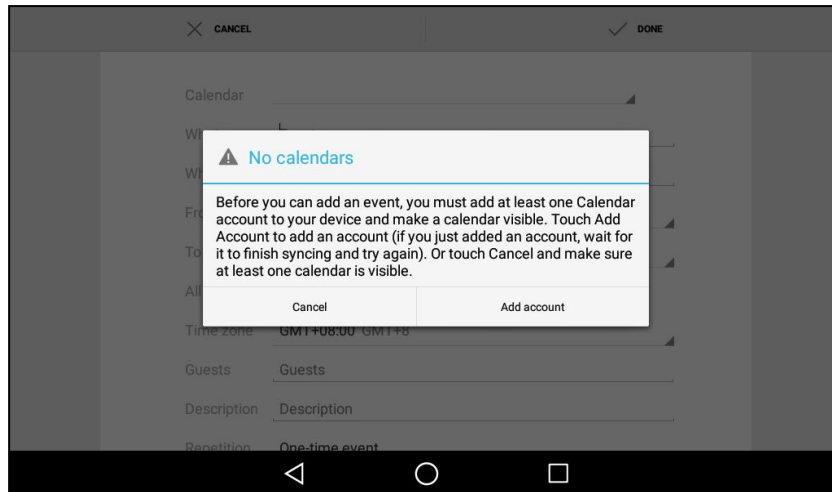 CANCEL DONE
Calendar
No calendars
Before you can add an event, you must add at least one Calendar
account to your device and make a calendar visible. Touch Add
Account to add an account (if you just added an account, wait for
it to finish syncing and try again). Or touch Cancel and make sure
at least one calendar is visible.
Cancel Add account
Time zone GMT+08:00 GMT+8
Guests Guests
Description Description
Repetition One-time event